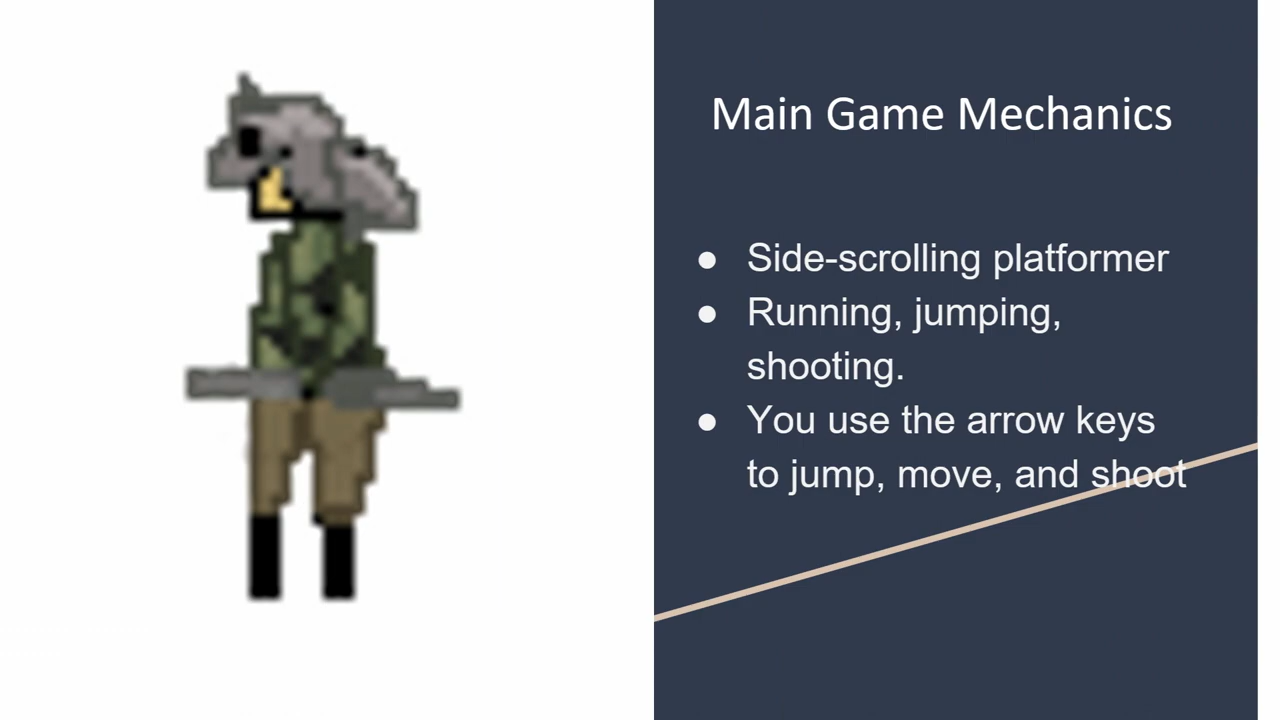 Main Game Mechanics
● Side-scrolling platformer
● Running, jumping,
shooting.
● You use the arrow keys
to jump, move, and shoot